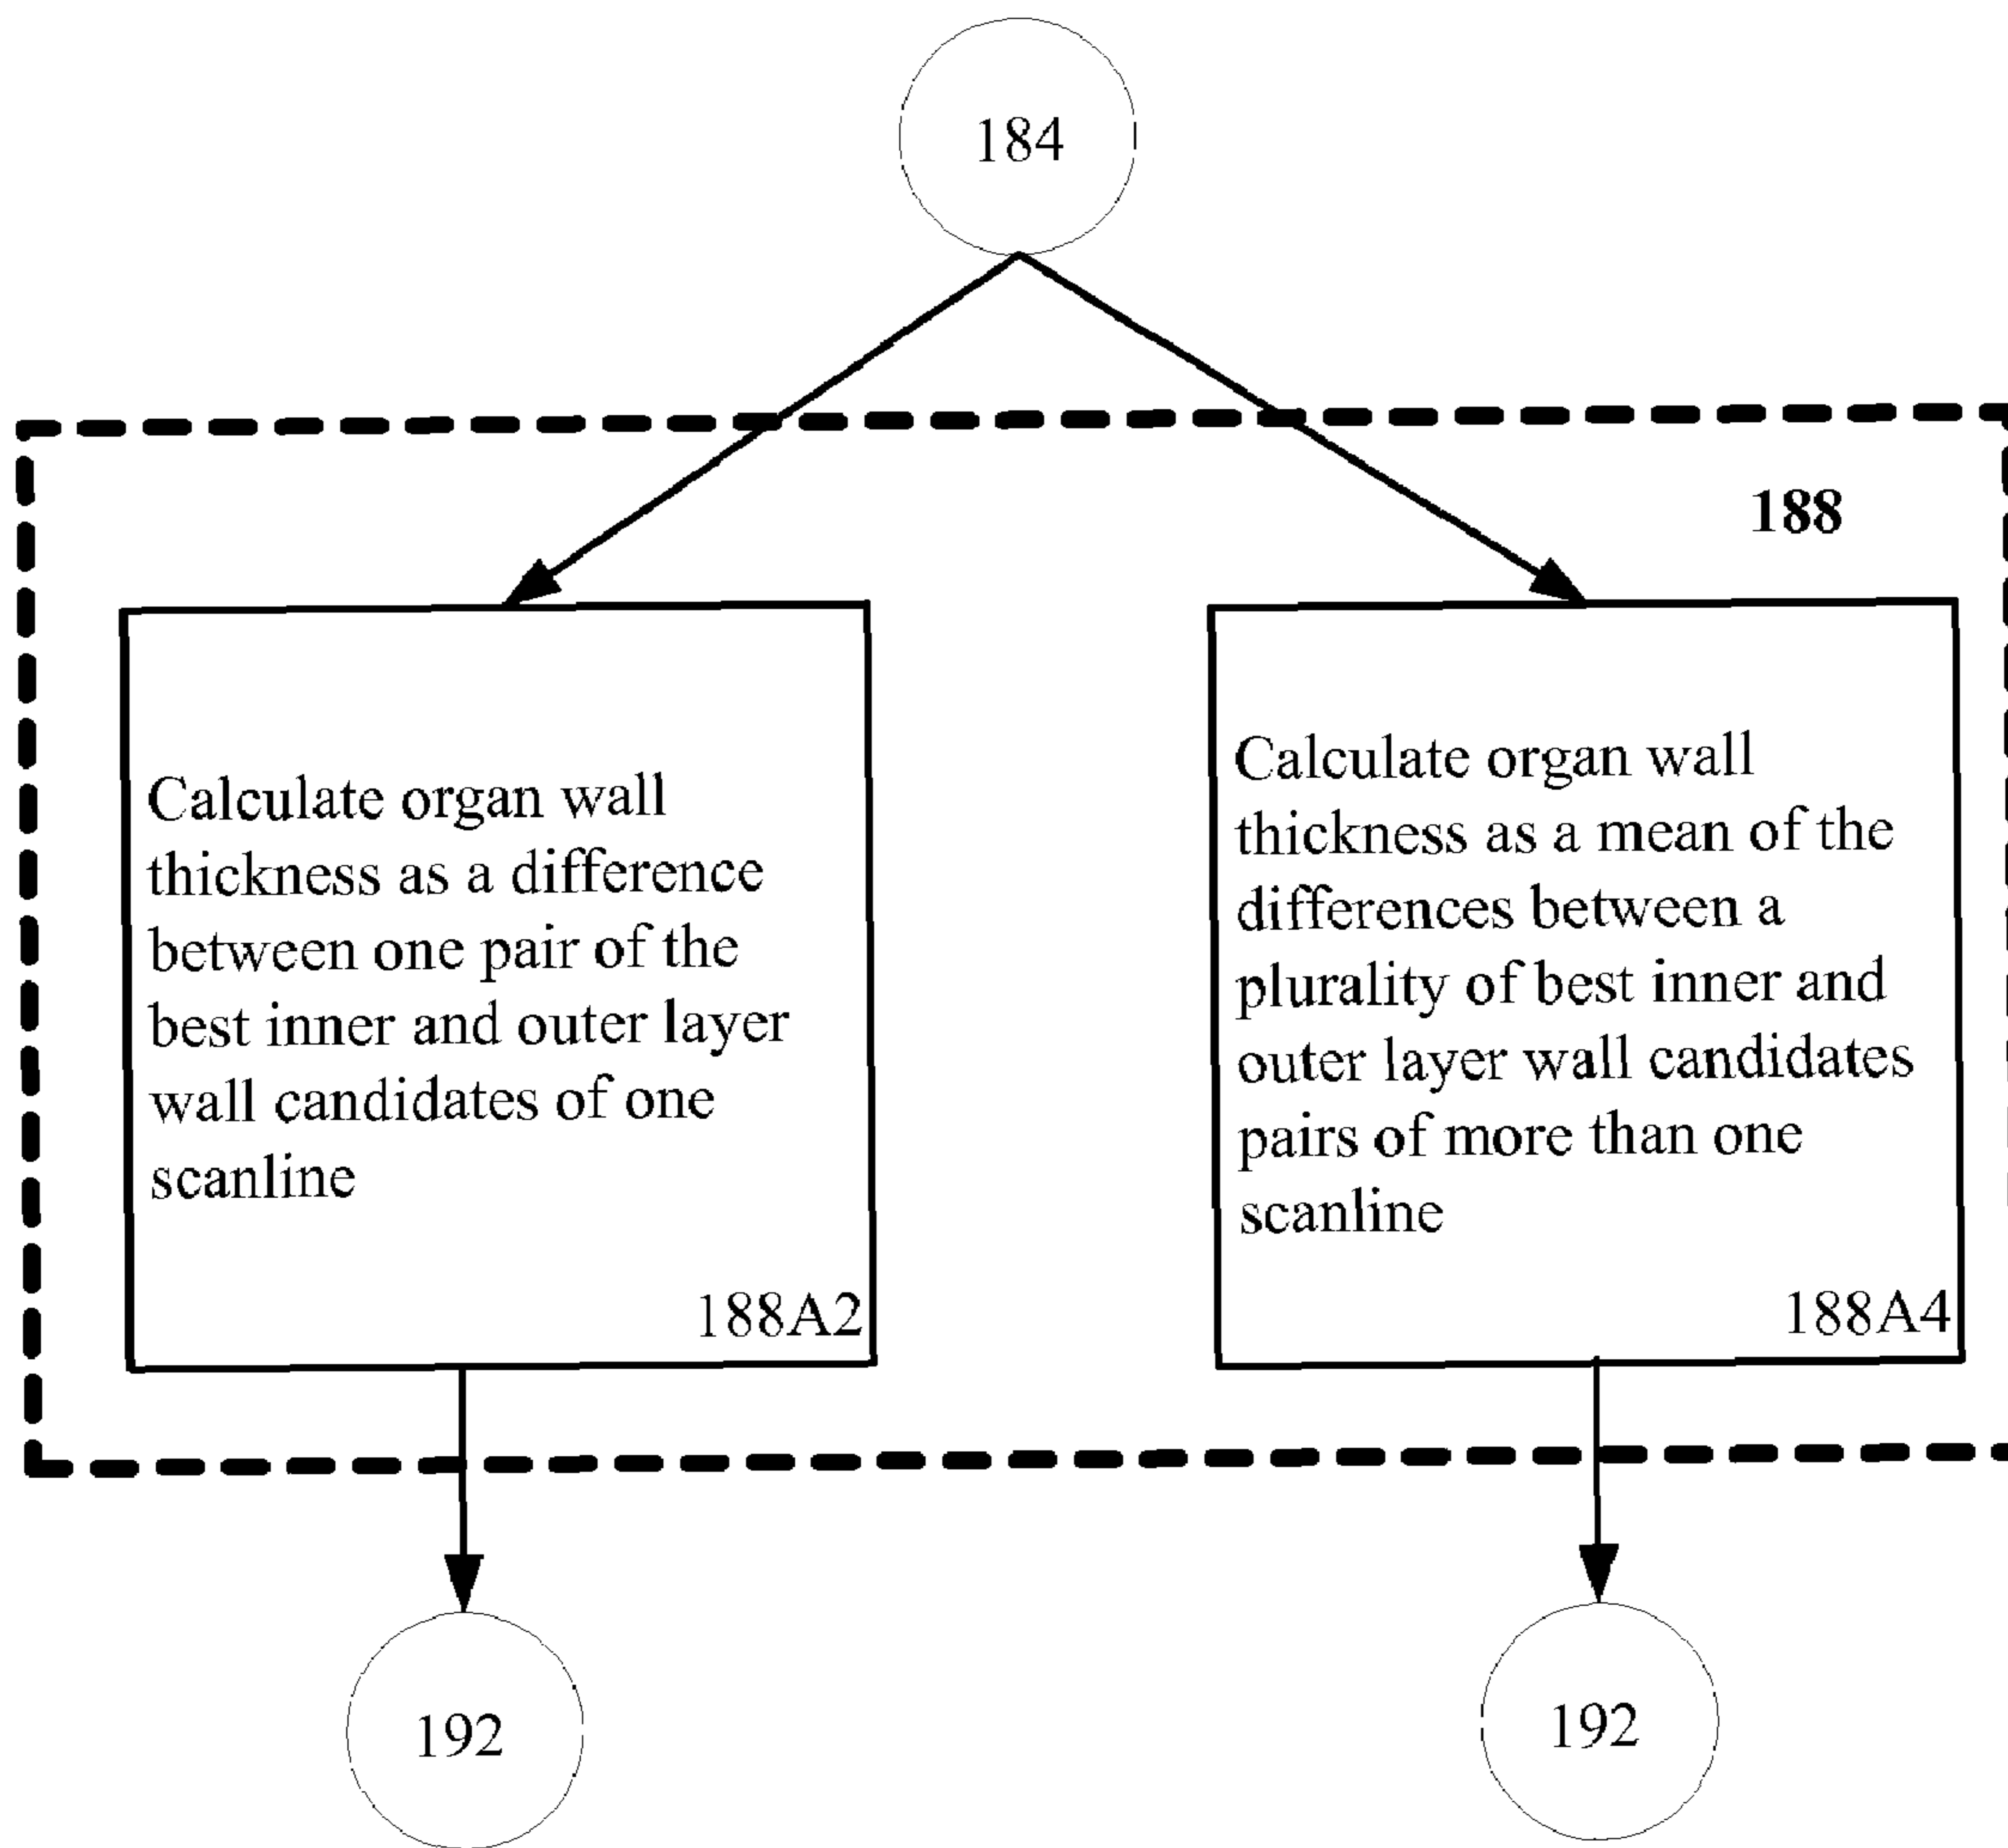 184
188
Calculate organ wall
thickness as a difference
between one pair of the
best inner and outer layer
wall candidates of one
scanline
188A2
Calculate organ wall
thickness as a mean of the
differences between a
plurality of best inner and
outer layer wall candidates
pairs of more than one
scanline
188A4
192
192